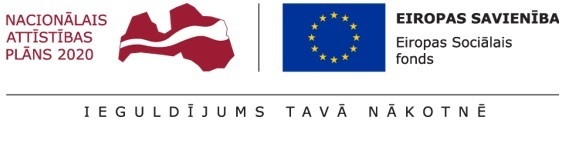 NACIONĀLAIS
ATTĪSTĪBAS
PLĀNS 2020
EIROPAS SAVIENĪBA
Eiropas Sociālais
fonds
IEGULDĪJUMS TAVĀ NĀKOTNĒ